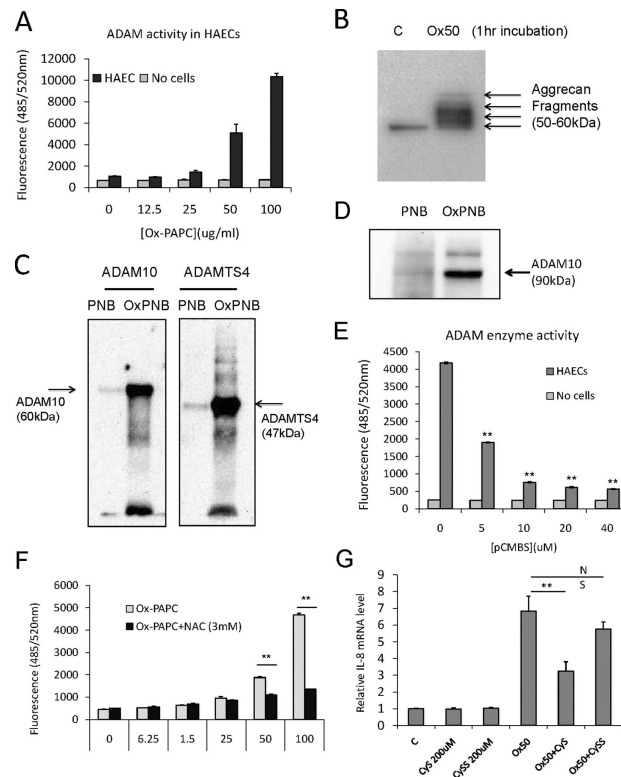 A
ADAM activity in HAECs
Fluorescence (485/520nm)
12000
10000
8000
6000
4000
2000
0
HAEC
No cells
0 12.5 25 50 100
[Ox-PAPC](ug/ml)
B
C Ox50 (1hr incubation)
Aggrecan
Fragments
(50-60kDa)
C
ADAM10 ADAMTS4
PNB OxPNB PNB OxPNB
ADAM10
(60kDa)
ADAMTS4
(47kDa)
D
PNB OxPNB
ADAM10
(90kDa)
E
ADAM enzyme activity
Fluorescence (485/520nm)
4500
4000
3500
3000
2500
2000
1500
1000
500
0
HAECs
No cells
**
**
**
**
0 5 10 20 40
[pCMBS](uM)
F
Fluorescence (485/520nm)
6000
5000
4000
3000
2000
1000
0
Ox-PAPC
Ox-PAPC+NAC (3mM)
**
**
0 6.25 1.5 25 50 100
G
Relative IL-8 mRNA level
9
8
7
6
5
4
3
2
1
0
N
S
**
C
CyS 200uM
CySS 200uM
Ox50
Ox50+CyS
Ox50+CySS